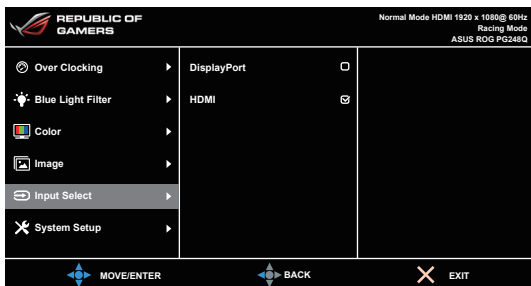 REPUBLIC OF
GAMERS
Normal Mode HDMI 1920 x 1080@ 60Hz
Racing Mode
ASUS ROG PG248Q
Over Clocking
Blue Light Filter
Color
Image
Input Select
System Setup
DisplayPort
HDMI
MOVE/ENTER
BACK
EXIT